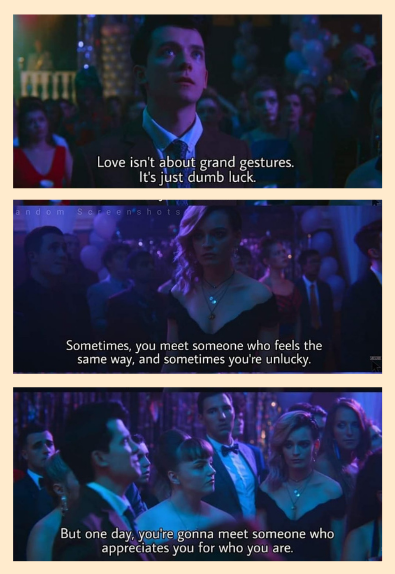 Love isn't about grand gestures.
It's just dumb luck.
andom Screenshots
Sometimes, you meet someone who feels the
same way, and sometimes you're unlucky.
But one day, you're gonna meet someone who
appreciates you for who you are.